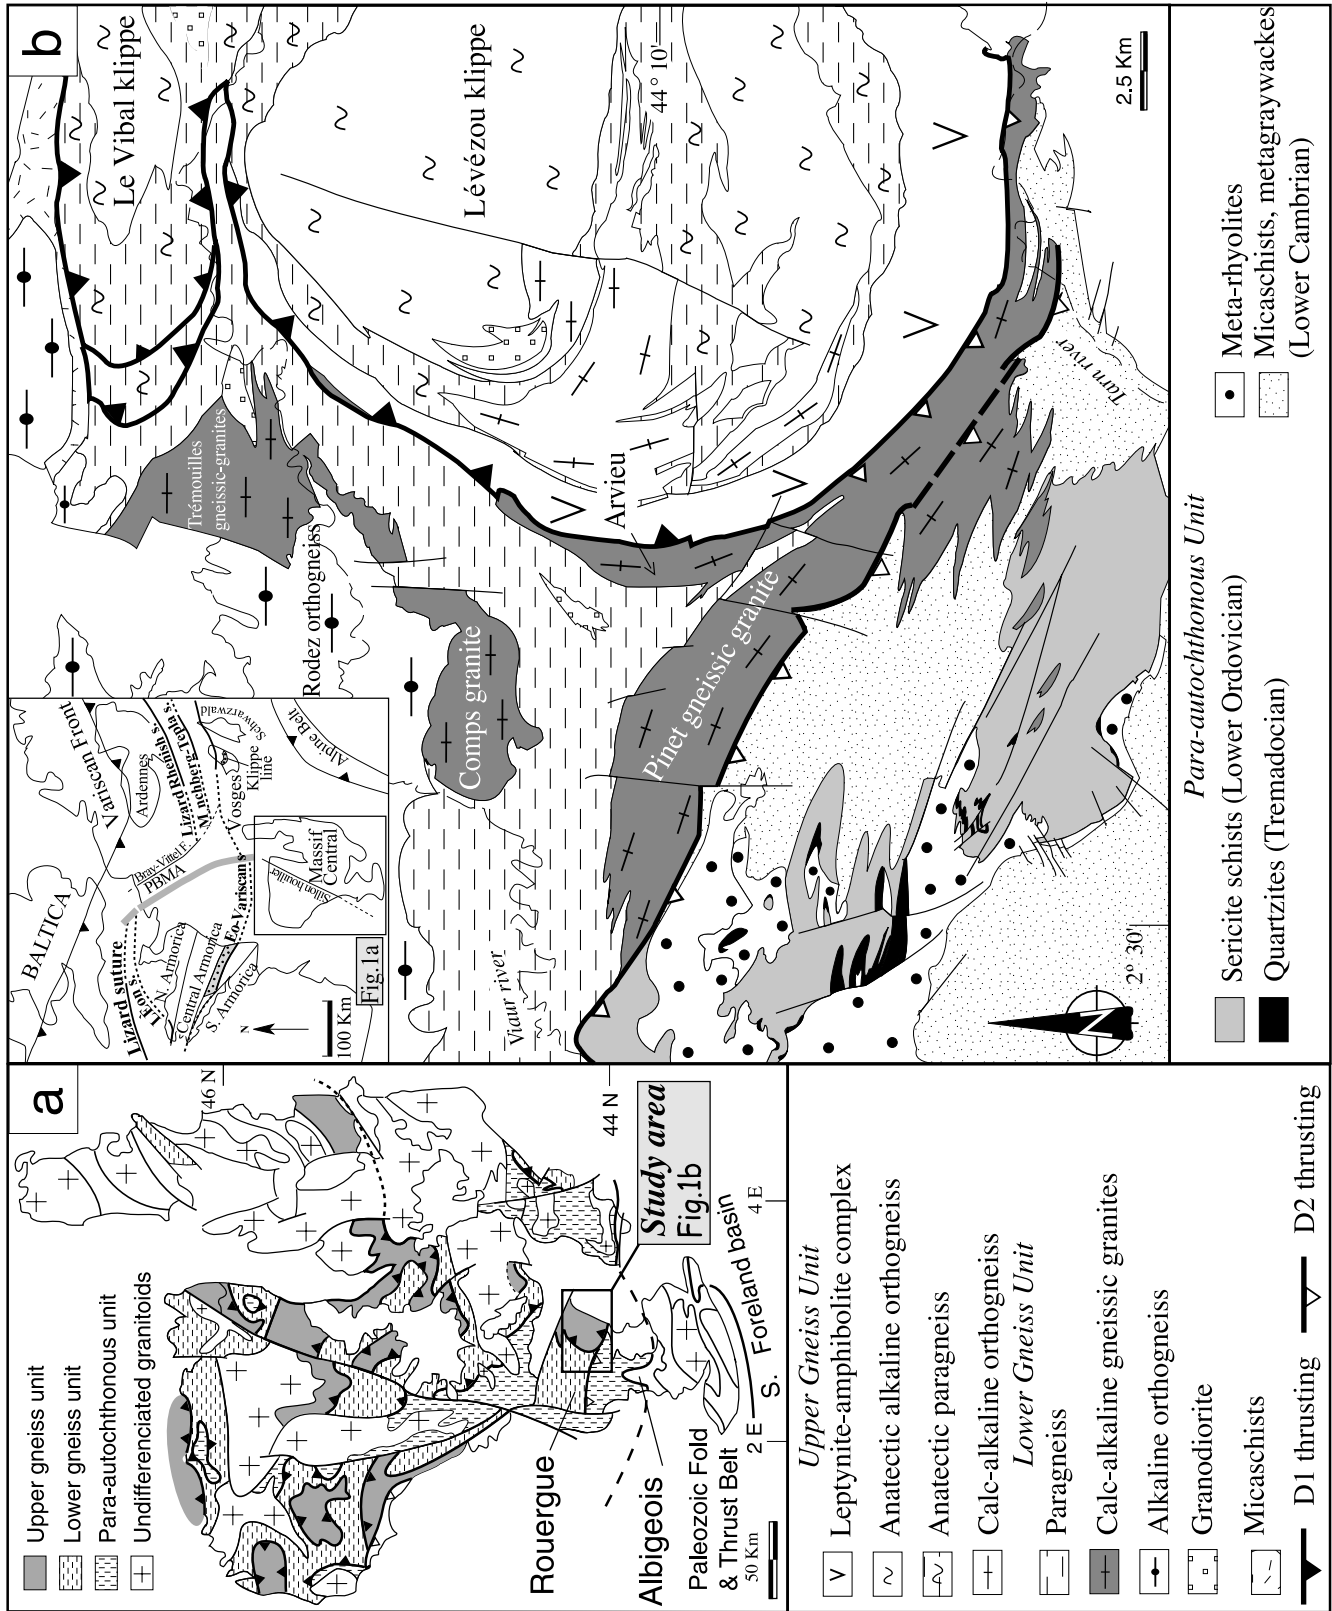 a
Upper gneiss unit
Lower gneiss unit
Para-autochthonous unit
Undifferenciated granitoids
46 N
44 N
4 E
2 E
Study area
Fig.1b
Rouergue
Albigeois
Paleozoic Fold
& Thrust Belt
50 Km
S. Foreland basin
Upper Gneiss Unit
Leptynite-amphibolite complex
Anatectic alkaline orthogneiss
Anatectic paragneiss
Calc-alkaline orthogneiss
Lower Gneiss Unit
Paragneiss
Calc-alkaline gneissic granites
Alkaline orthogneiss
Granodiorite
Micaschists
D1 thrusting
D2 thrusting
b
BALTICA
Variscan Front
Ardennes
Bray-Vittel F.
PBMA
Lizard Rhenish s.
Münchberg-Tepla s.
Lizard suture
Léon s.
N. Armorica
Central Armorica
S. Armorica
Eo-Variscan s.
Vosges
Schwarzwald
Klippe
line
Alpine Belt
Massif
Central
Sillon houiller
N
100 Km
Fig.1a
Le Vibal klippe
Lévézou klippe
44° 10'
2.5 Km
Trémouilles
gneissic-granites
Rodez orthogneiss
Comps granite
Arvieu
Pinet gneissic granite
Viaur river
Tarn river
2° 30'
N
Para-autochthonous Unit
Sericite schists (Lower Ordovician)
Quartzites (Tremadocian)
Meta-rhyolites
Micaschists, metagraywackes
(Lower Cambrian)